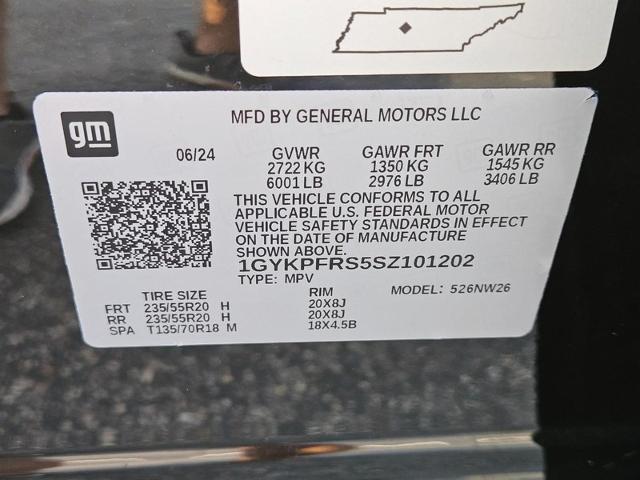 gm
MFD BY GENERAL MOTORS LLC
06/24 GVWR GAWR FRT GAWR RR
2722 KG 1350 KG 1545 KG
6001 LB 2976 LB 3406 LB
THIS VEHICLE CONFORMS TO ALL
APPLICABLE U.S. FEDERAL MOTOR
VEHICLE SAFETY STANDARDS IN EFFECT
ON THE DATE OF MANUFACTURE
SHOWN ABOVE.
1GYKPFRS5SZ101202
TYPE: MPV
TIRE SIZE RIM MODEL: 526NW26
FRT 235/55R20 H 20X8J
RR 235/55R20 H 20X8J
SPA T135/70R18 M 18X4.5B